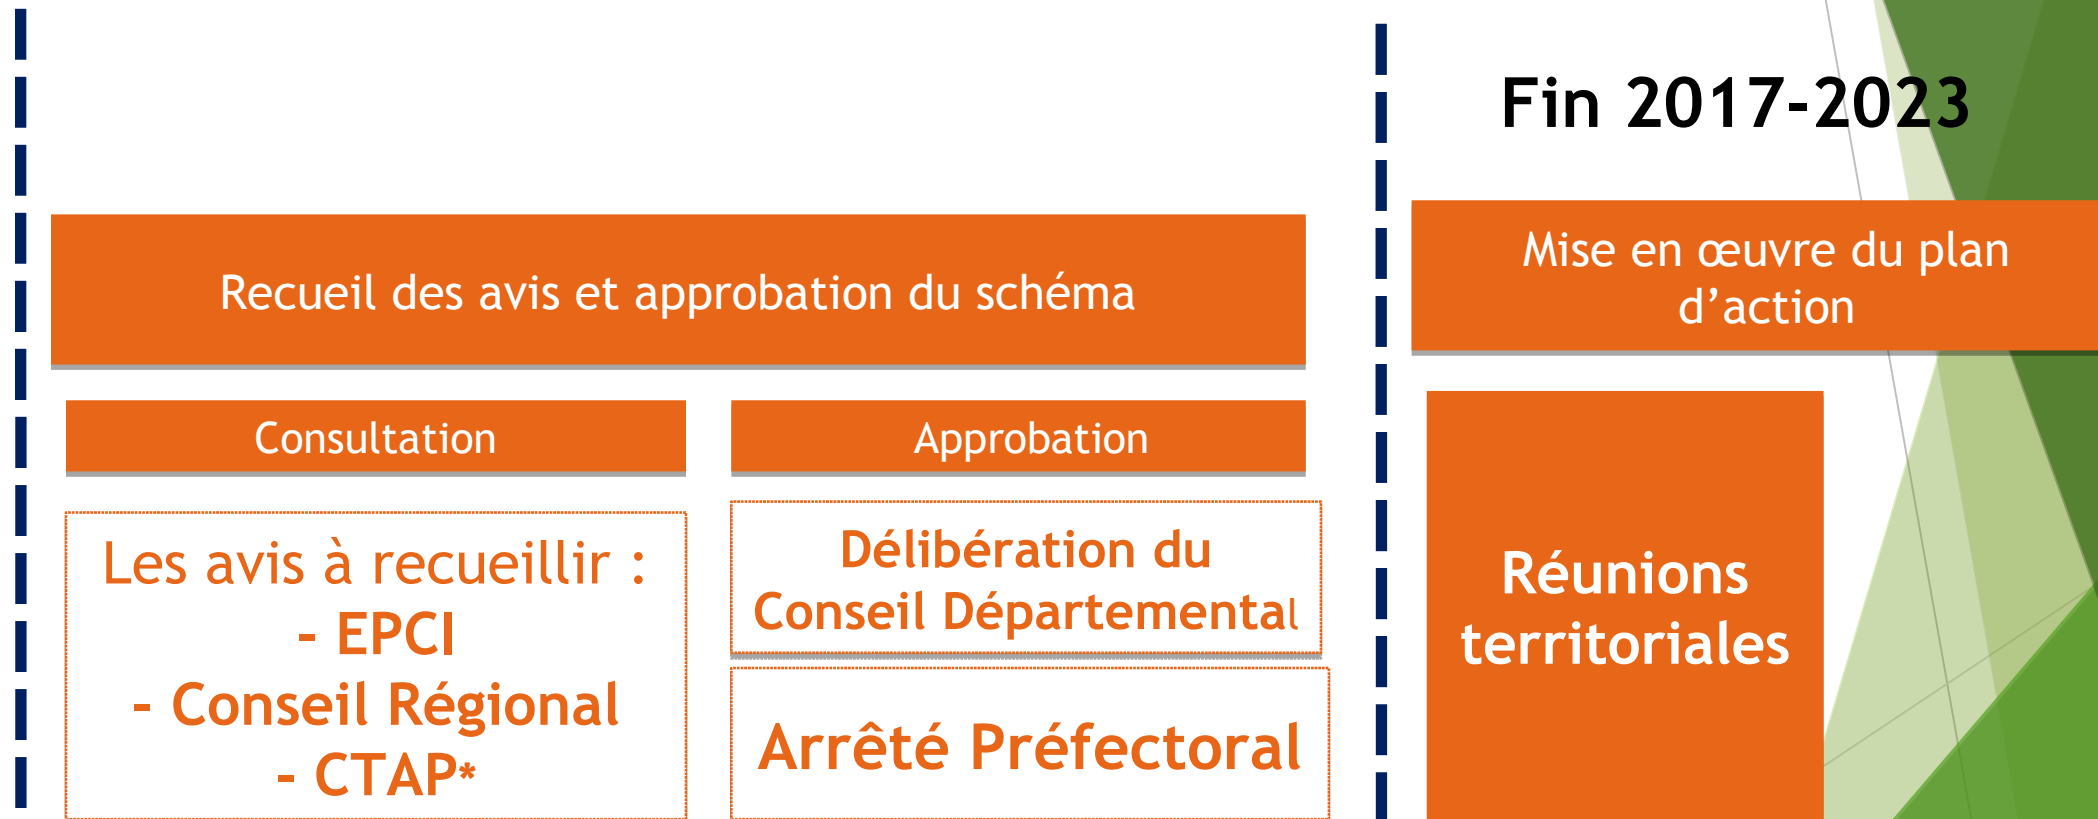 Fin 2017-2023
Recueil des avis et approbation du schéma
Mise en œuvre du plan
d’action
Consultation
Approbation
Les avis à recueillir :
- EPCI
- Conseil Régional
- CTAP*
Délibération du
Conseil Départemental
Arrêté Préfectoral
Réunions
territoriales